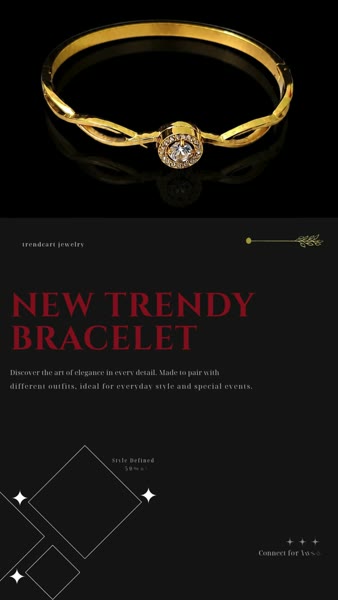 trendcart jewelry
NEW TRENDY
BRACELET
Discover the art of elegance in every detail. Made to pair with
different outfits, ideal for everyday style and special events.
Style Defined
Connect for